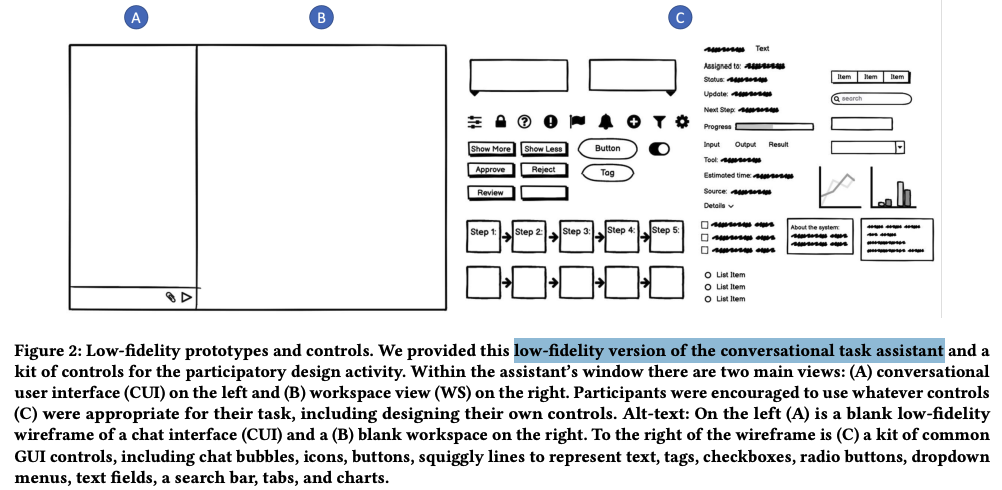 A
B
C
Text
Assigned to:
Status:
Update:
Next Step:
Progress
Input Output Result
Tool:
Estimated time:
Source:
Details
Item Item Item
search
Show More Show Less Button
Approve Reject Tag
Review
Step 1: Step 2: Step 3: Step 4: Step 5:
About the system:
List Item
List Item
List Item
Figure 2: Low-fidelity prototypes and controls. We provided this low-fidelity version of the conversational task assistant and a
kit of controls for the participatory design activity. Within the assistant's window there are two main views: (A) conversational
user interface (CUI) on the left and (B) workspace view (WS) on the right. Participants were encouraged to use whatever controls
(C) were appropriate for their task, including designing their own controls. Alt-text: On the left (A) is a blank low-fidelity
wireframe of a chat interface (CUI) and a (B) blank workspace on the right. To the right of the wireframe is (C) a kit of common
GUI controls, including chat bubbles, icons, buttons, squiggly lines to represent text, tags, checkboxes, radio buttons, dropdown
menus, text fields, a search bar, tabs, and charts.